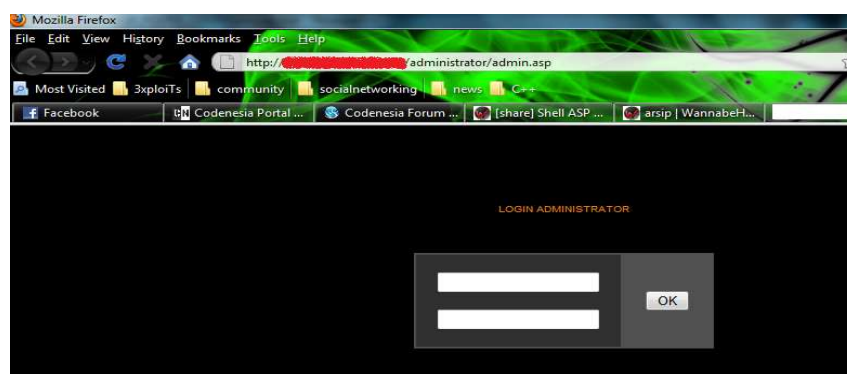 Mozilla Firefox
File Edit View History Bookmarks Tools Help
http:// /administrator/admin.asp
Most Visited 3xploiTs community socialnetworking news C++
Facebook Codenesia Portal ... Codenesia Forum ... [share] Shell ASP ... arsip | WannabeH...
LOGIN ADMINISTRATOR
OK